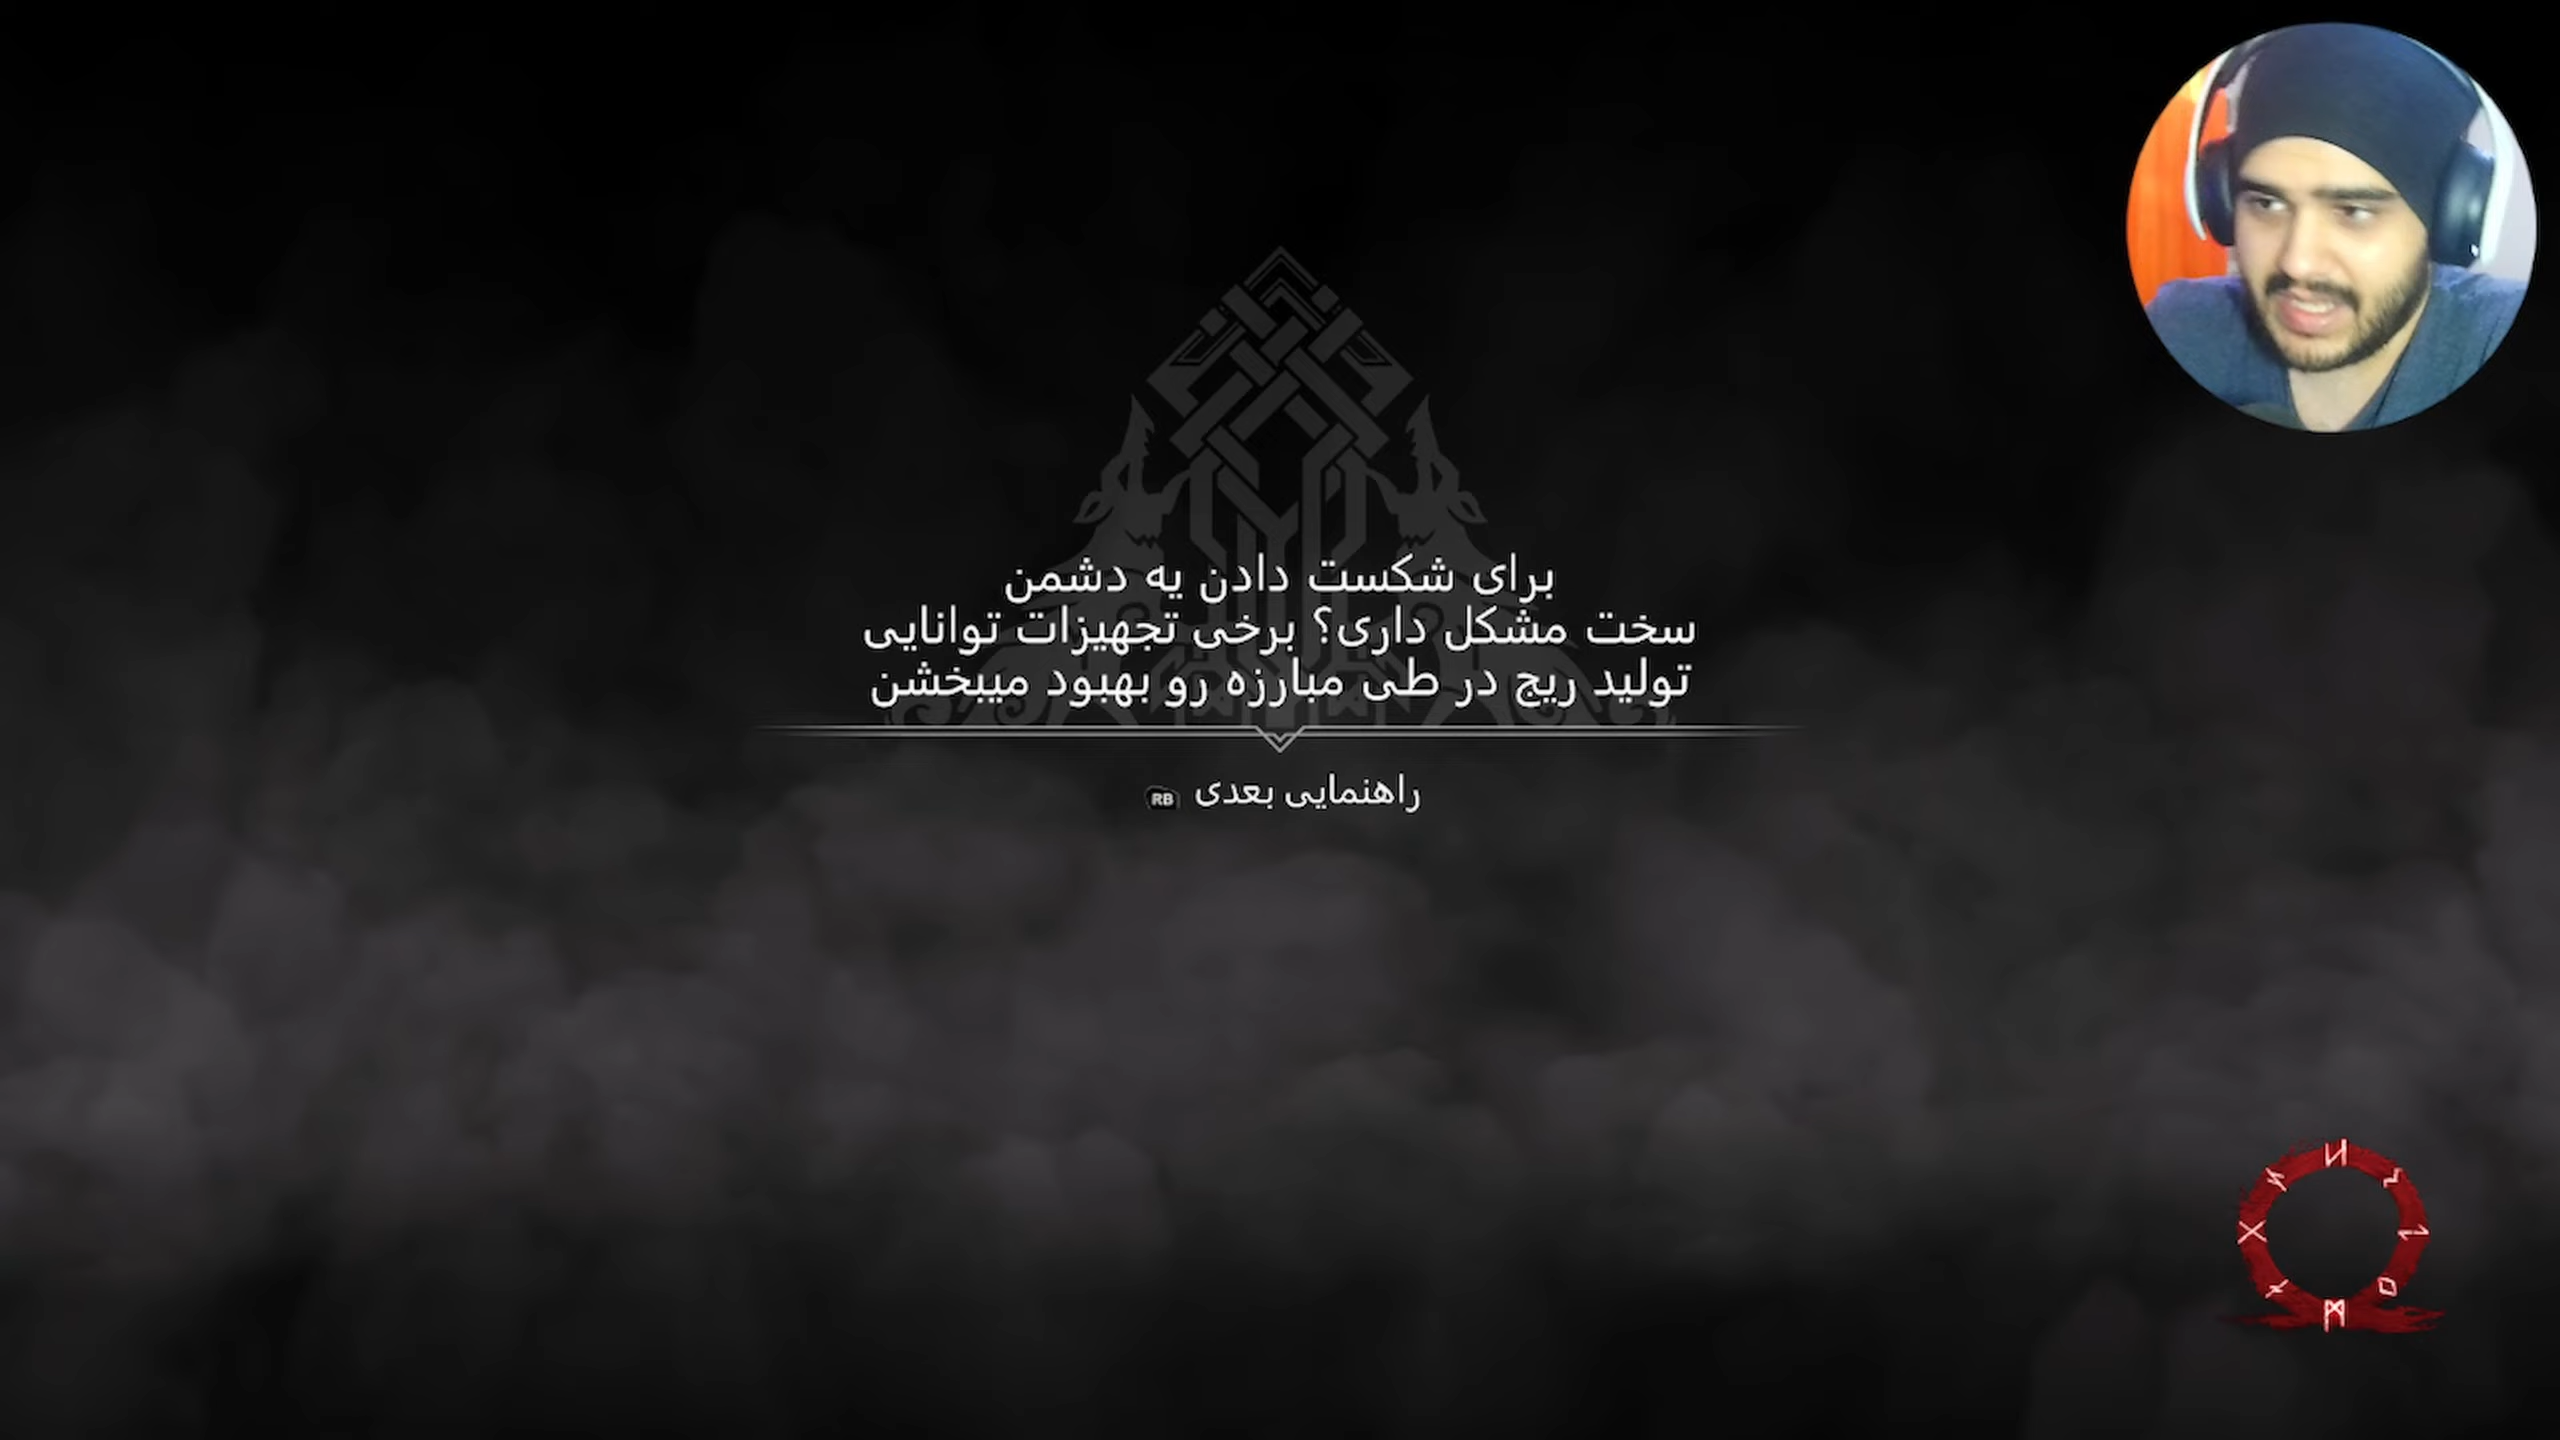 برای شکست دادن یه دشمن
سخت مشکل داری؟ برخی تجهیزات توانایی
تولید ریج در طی مبارزه رو بهبود میبخشن
راهنمایی بعدی RB